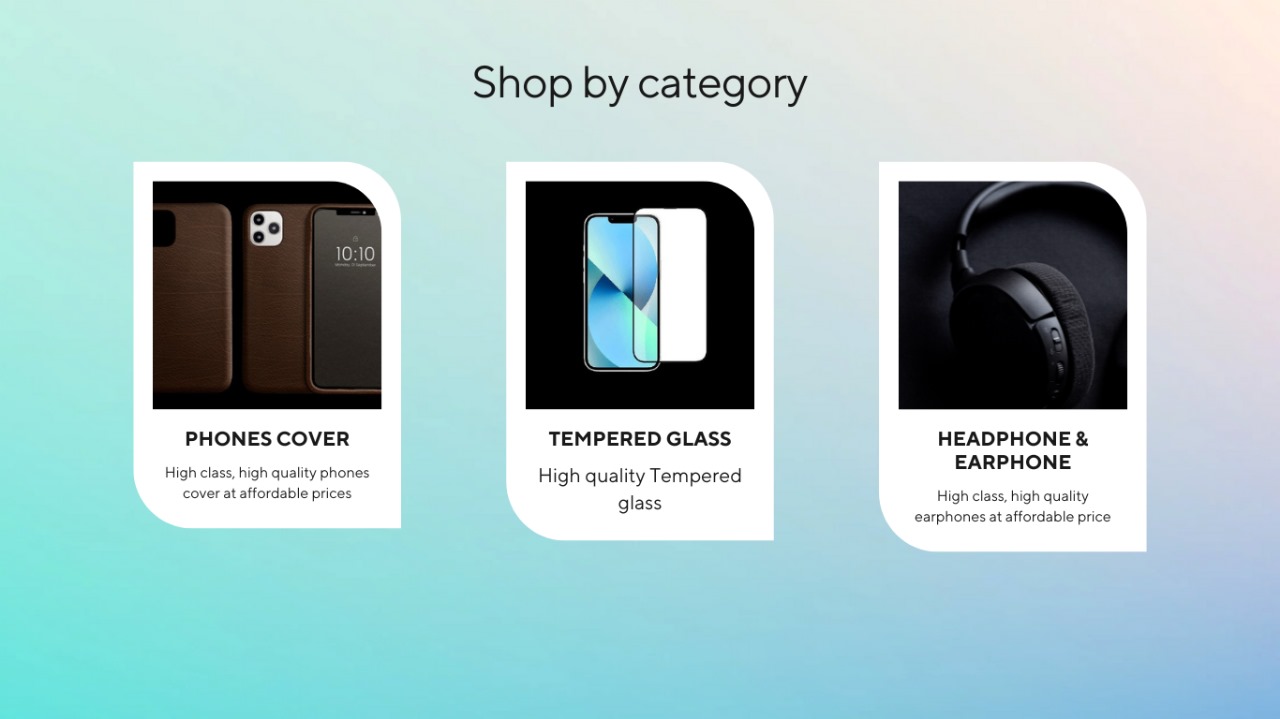 Shop by category
10:10
PHONES COVER
High class, high quality phones
cover at affordable prices
TEMPERED GLASS
High quality Tempered
glass
HEADPHONE &
EARPHONE
High class, high quality
earphones at affordable price